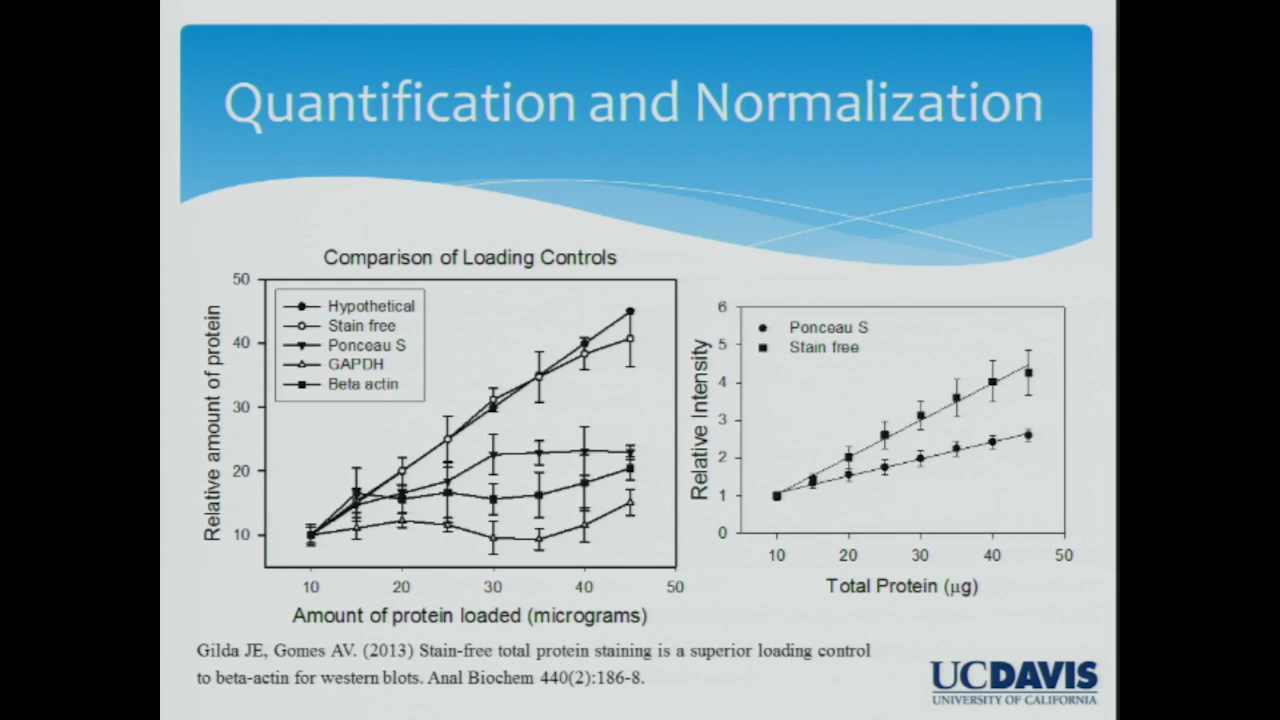 Quantification and Normalization
Comparison of Loading Controls
50
40
30
20
10
Relative amount of protein
Hypothetical
Stain free
Ponceau S
GAPDH
Beta actin
10
20
30
40
50
Amount of protein loaded (micrograms)
6
5
4
3
2
1
0
Relative Intensity
Ponceau S
Stain free
10
20
30
40
50
Total Protein (µg)
Gilda JE, Gomes AV. (2013) Stain-free total protein staining is a superior loading control
to beta-actin for western blots. Anal Biochem 440(2):186-8.
UCDAVIS
UNIVERSITY OF CALIFORNIA